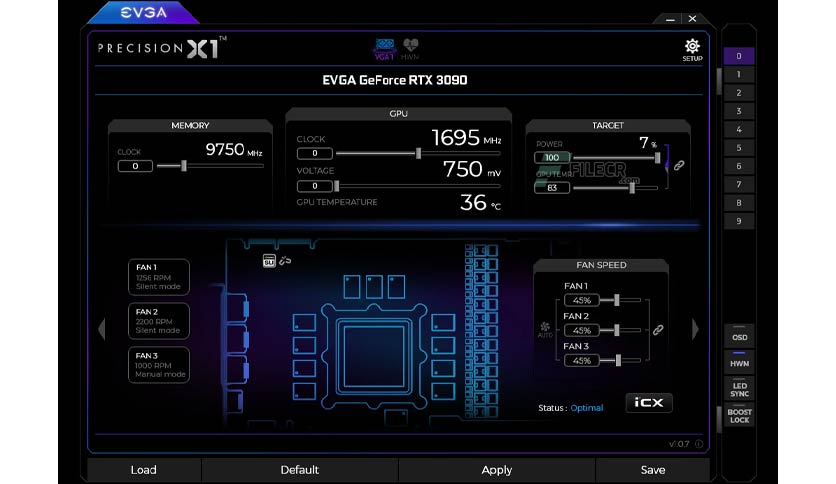 EVGA
PRECISION X1™
VGA1
HWM
SETUP
EVGA GeForce RTX 3090
MEMORY
CLOCK
9750 MHz
0
GPU
CLOCK
1695 MHz
0
VOLTAGE
750 mV
0
GPU TEMPERATURE
36 °C
TARGET
POWER
7 %
100
GPU TEMP.
83
FILECR
.com
FAN 1
1256 RPM
Silent mode
FAN 2
2200 RPM
Silent mode
FAN 3
1000 RPM
Manual mode
SLI
FAN SPEED
FAN 1
45%
FAN 2
45%
AUTO
FAN 3
45%
Status : Optimal
iCX
v1.0.7
Load
Default
Apply
Save
0
1
2
3
4
5
6
7
8
9
OSD
HWM
LED
SYNC
BOOST
LOCK